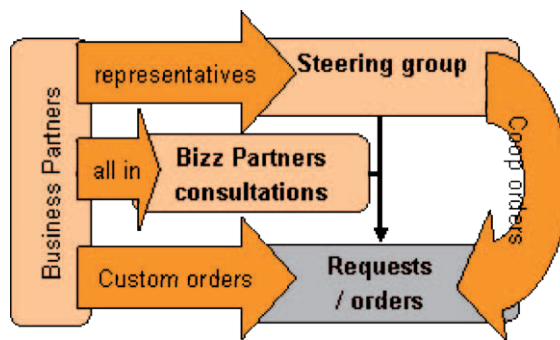 Business Partners
representatives
Steering group
all in
Bizz Partners
consultations
Coop orders
Custom orders
Requests
/ orders